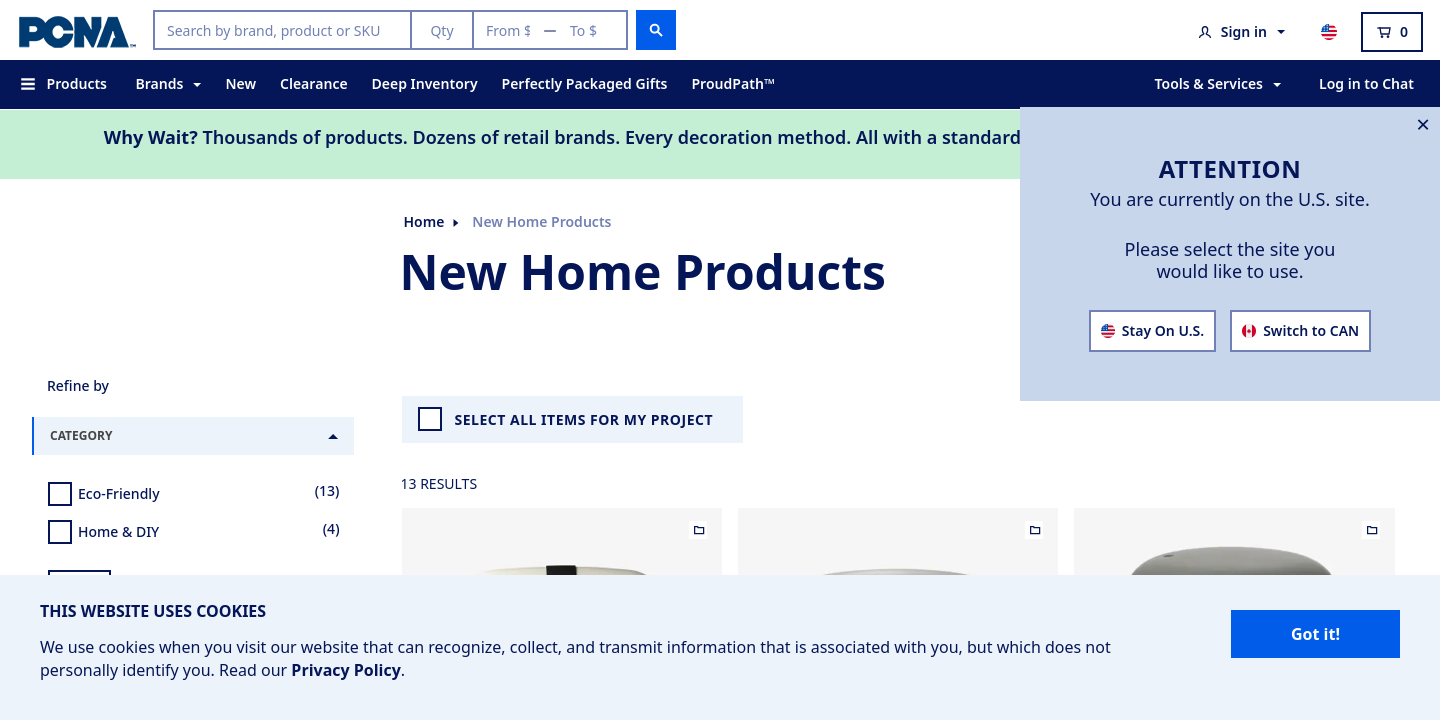 PCNA™
Search by brand, product or SKU
Qty
From $ — To $
Sign in
0
Products
Brands
New
Clearance
Deep Inventory
Perfectly Packaged Gifts
ProudPath™
Tools & Services
Log in to Chat
Why Wait? Thousands of products. Dozens of retail brands. Every decoration method. All with a standard
ATTENTION
You are currently on the U.S. site.
Please select the site you
would like to use.
Stay On U.S.
Switch to CAN
Home
New Home Products
New Home Products
Refine by
CATEGORY
Eco-Friendly (13)
Home & DIY (4)
SELECT ALL ITEMS FOR MY PROJECT
13 RESULTS
THIS WEBSITE USES COOKIES
We use cookies when you visit our website that can recognize, collect, and transmit information that is associated with you, but which does not
personally identify you. Read our Privacy Policy.
Got it!